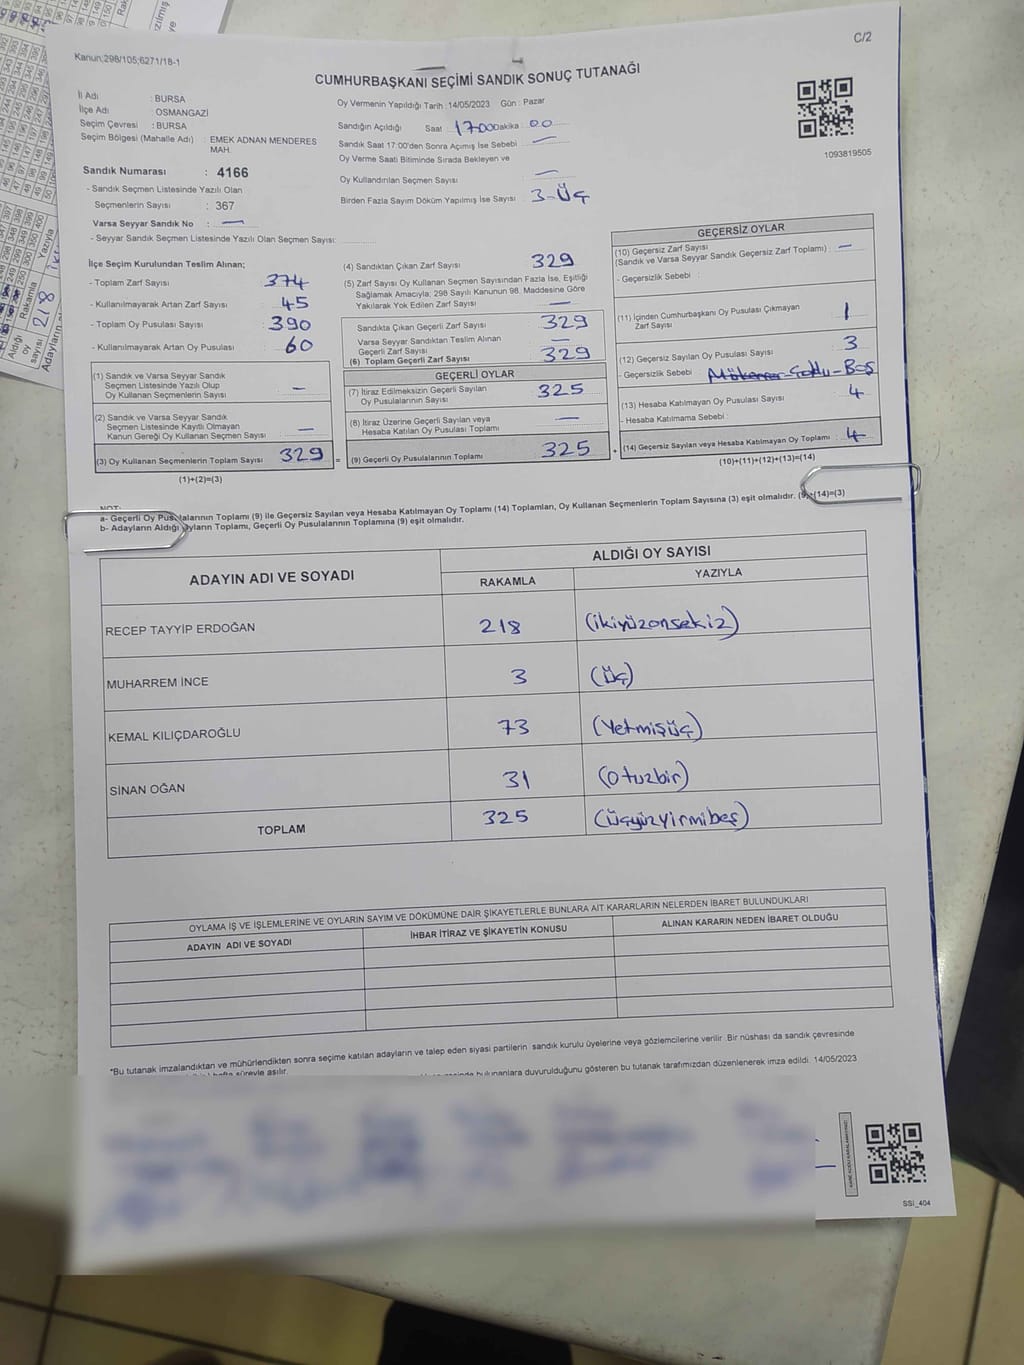 Kanun;298/105;6271/18-1
C/2
CUMHURBAŞKANI SEÇİMİ SANDIK SONUÇ TUTANAĞI
İl Adı : BURSA
İlçe Adı : OSMANGAZİ
Seçim Çevresi : BURSA
Seçim Bölgesi (Mahalle Adı) : EMEK ADNAN MENDERES
MAH.
Sandık Numarası : 4166
- Sandık Seçmen Listesinde Yazılı Olan
Seçmenlerin Sayısı : 367
Varsa Seyyar Sandık No : —
- Seyyar Sandık Seçmen Listesinde Yazılı Olan Seçmen Sayısı:
Oy Vermenin Yapıldığı Tarih : 14/05/2023 Gün : Pazar
Sandığın Açıldığı Saat : 17:00 Dakika : 00
Sandık Saat 17:00'den Sonra Açımış İse Sebebi : —
Oy Verme Saati Bitiminde Sırada Bekleyen ve
Oy Kullandırılan Seçmen Sayısı : —
Birden Fazla Sayım Döküm Yapılmış İse Sayısı : 3-Üç
1093819505
İlçe Seçim Kurulundan Teslim Alınan;
- Toplam Zarf Sayısı : 374
- Kullanılmayarak Artan Zarf Sayısı : 45
- Toplam Oy Pusulası Sayısı : 390
- Kullanılmayarak Artan Oy Pusulası : 60
(1) Sandık ve Varsa Seyyar Sandık
Seçmen Listesinde Yazılı Olup
Oy Kullanan Seçmenlerin Sayısı : —
(2) Sandık ve Varsa Seyyar Sandık
Seçmen Listesinde Kayıtlı Olmayan
Kanun Gereği Oy Kullanan Seçmen Sayısı : —
(3) Oy Kullanan Seçmenlerin Toplam Sayısı : 329
(1)+(2)=(3)
(4) Sandıktan Çıkan Zarf Sayısı : 329
(5) Zarf Sayısı Oy Kullanan Seçmen Sayısından Fazla İse, Eşitliği
Sağlamak Amacıyla; 298 Sayılı Kanunun 98. Maddesine Göre
Yakılarak Yok Edilen Zarf Sayısı : —
Sandıkta Çıkan Geçerli Zarf Sayısı : 329
Varsa Seyyar Sandıktan Teslim Alınan
Geçerli Zarf Sayısı : —
(6) Toplam Geçerli Zarf Sayısı : 329
GEÇERLİ OYLAR
(7) İtiraz Edilmeksizin Geçerli Sayılan
Oy Pusulalarının Sayısı : 325
(8) İtiraz Üzerine Geçerli Sayılan veya
Hesaba Katılan Oy Pusulası Toplamı : —
= (9) Geçerli Oy Pusulalarının Toplamı : 325
GEÇERSİZ OYLAR
(10) Geçersiz Zarf Sayısı
(Sandık ve Varsa Seyyar Sandık Geçersiz Zarf Toplamı) : —
- Geçersizlik Sebebi :
(11) İçinden Cumhurbaşkanı Oy Pusulası Çıkmayan
Zarf Sayısı : 1
(12) Geçersiz Sayılan Oy Pusulası Sayısı : 3
- Geçersizlik Sebebi
(13) Hesaba Katılmayan Oy Pusulası Sayısı : 4
- Hesaba Katılmama Sebebi :
+ (14) Geçersiz Sayılan veya Hesaba Katılmayan Oy Toplamı : 4
(10)+(11)+(12)+(13)=(14)
NOT:
a- Geçerli Oy Pusulalarının Toplamı (9) ile Geçersiz Sayılan veya Hesaba Katılmayan Oy Toplamı (14) Toplamları, Oy Kullanan Seçmenlerin Toplam Sayısına (3) eşit olmalıdır. (9)+(14)=(3)
b- Adayların Aldığı Oyların Toplamı, Geçerli Oy Pusulalarının Toplamına (9) eşit olmalıdır.
ADAYIN ADI VE SOYADI
ALDIĞI OY SAYISI
RAKAMLA YAZIYLA
RECEP TAYYİP ERDOĞAN 218 (ikiyüzonsekiz)
MUHARREM İNCE 3 (Üç)
KEMAL KILIÇDAROĞLU 73 (Yetmişüç)
SİNAN OĞAN 31 (Otuzbir)
TOPLAM 325 (Üçyüzyirmibeş)
OYLAMA İŞ VE İŞLEMLERİNE VE OYLARIN SAYIM VE DÖKÜMÜNE DAİR ŞİKAYETLERLE BUNLARA AİT KARARLARIN NELERDEN İBARET BULUNDUKLARI
ADAYIN ADI VE SOYADI İHBAR İTİRAZ VE ŞİKAYETİN KONUSU ALINAN KARARIN NEDEN İBARET OLDUĞU
*Bu tutanak imzalandıktan ve mühürlendikten sonra seçime katılan adayların ve talep eden siyasi partilerin sandık kurulu üyelerine veya gözlemcilerine verilir. Bir nüshası da sandık çevresinde
hafta süreyle asılır.
bulunanlara duyurulduğunu gösteren bu tutanak tarafımızdan düzenlenerek imza edildi. 14/05/2023
SSİ_404